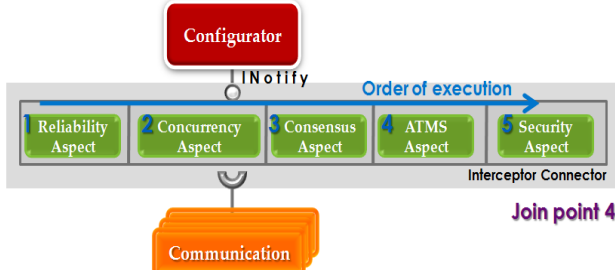 Configurator
INotify
Order of execution
1 Reliability Aspect
2 Concurrency Aspect
3 Consensus Aspect
4 ATMS Aspect
5 Security Aspect
Interceptor Connector
Join point 4
Communication